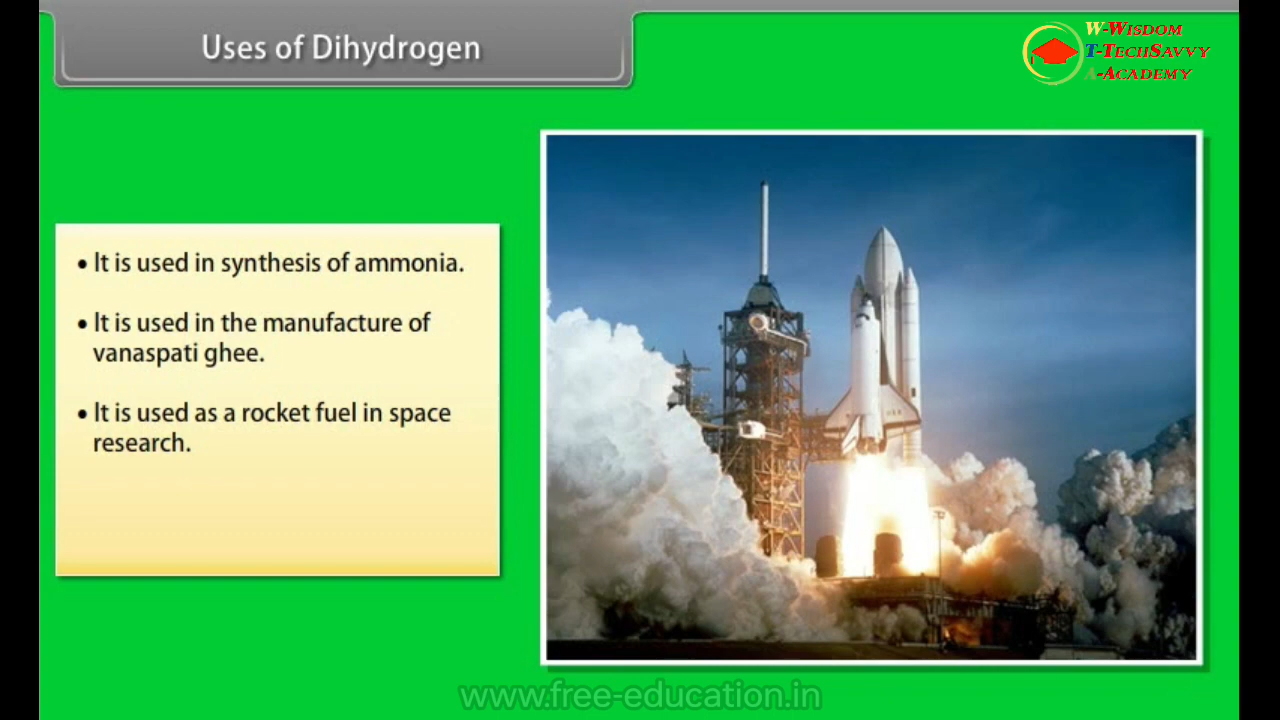 Uses of Dihydrogen
W-Wisdom
T-TechSavvy
A-Academy
• It is used in synthesis of ammonia.
• It is used in the manufacture of
vanaspati ghee.
• It is used as a rocket fuel in space
research.
www.free-education.in